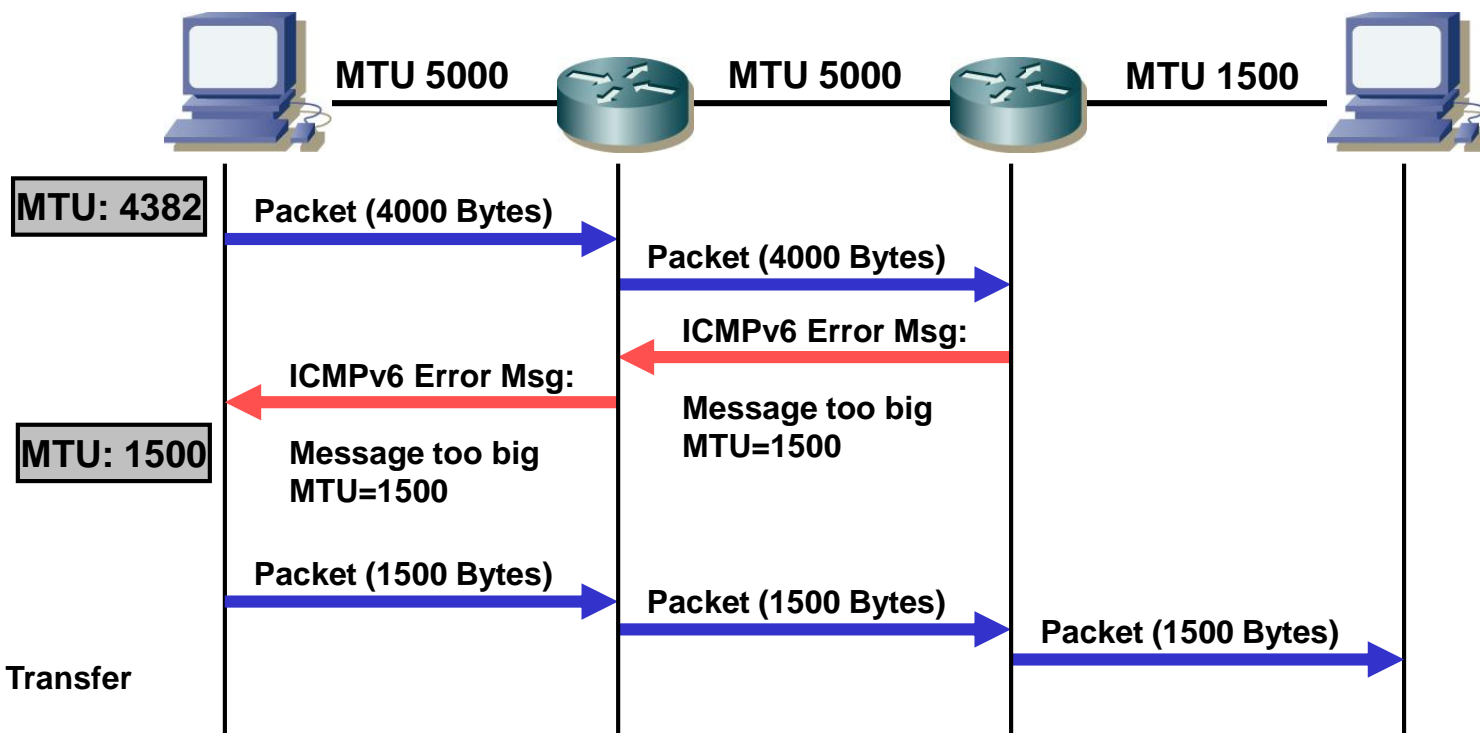 MTU 5000
MTU 5000
MTU 1500
MTU: 4382
Packet (4000 Bytes)
Packet (4000 Bytes)
ICMPv6 Error Msg:
ICMPv6 Error Msg:
Message too big
MTU=1500
MTU: 1500
Message too big
MTU=1500
Packet (1500 Bytes)
Packet (1500 Bytes)
Packet (1500 Bytes)
Transfer